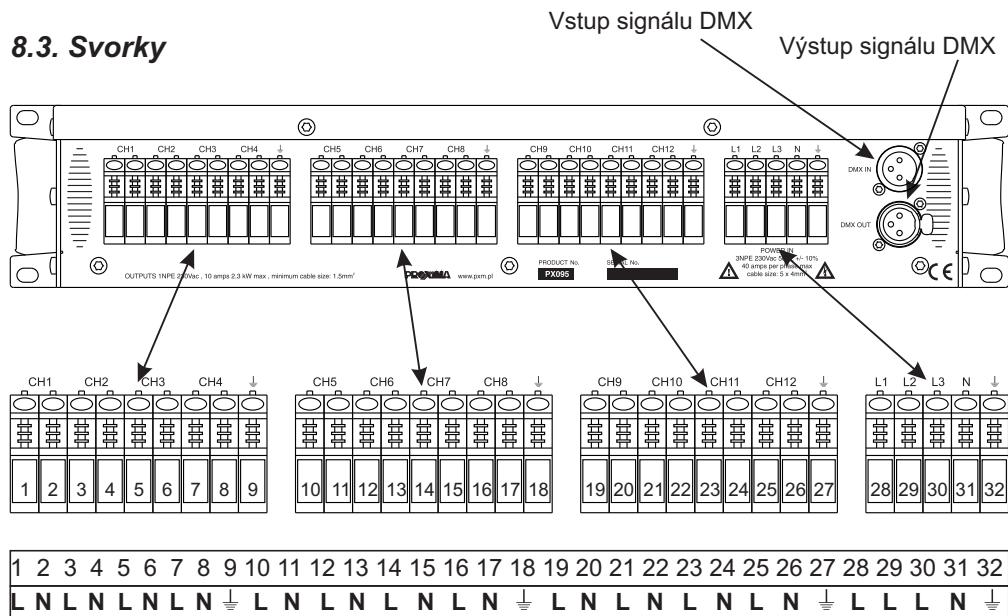 Vstup signálu DMX
8.3. Svorky
Výstup signálu DMX
CH1 CH2 CH3 CH4 ⏚ CH5 CH6 CH7 CH8 ⏚ CH9 CH10 CH11 CH12 ⏚ L1 L2 L3 N ⏚
DMX IN
DMX OUT
OUTPUTS 1NPE 230Vac , 10 amps 2.3 kW max , minimum cable size: 1.5mm²
PROXIMA www.pxm.pl
PRODUCT No.
PX095
No.
POWER IN
3NPE 230Vac +/- 10%
40 amps per phase max
cable size: 5 x 4mm²
CE
CH1 CH2 CH3 CH4 ⏚ CH5 CH6 CH7 CH8 ⏚ CH9 CH10 CH11 CH12 ⏚ L1 L2 L3 N ⏚
1 2 3 4 5 6 7 8 9 10 11 12 13 14 15 16 17 18 19 20 21 22 23 24 25 26 27 28 29 30 31 32
1 2 3 4 5 6 7 8 9 10 11 12 13 14 15 16 17 18 19 20 21 22 23 24 25 26 27 28 29 30 31 32
L N L N L N L N ⏚ L N L N L N L N ⏚ L N L N L N L N ⏚ L L L N ⏚